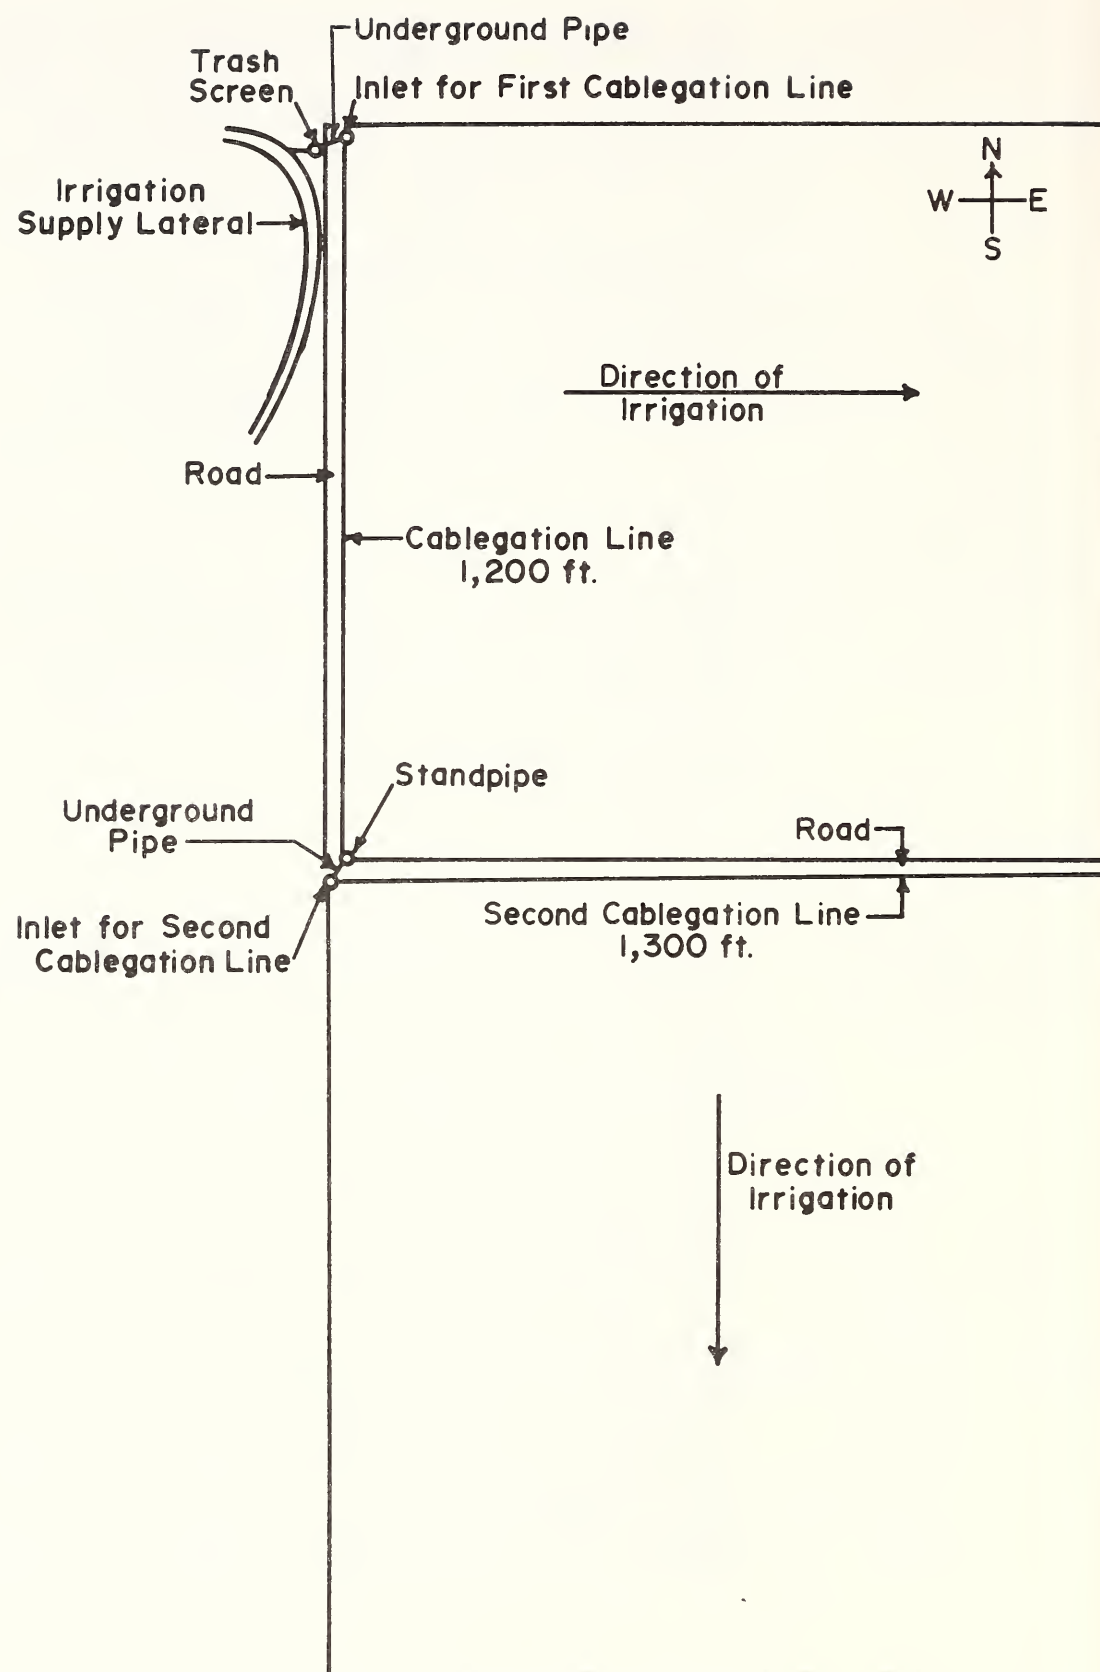 Underground Pipe
Trash
Screen
Inlet for First Cablegation Line
N
W
E
S
Irrigation
Supply Lateral
Direction of
Irrigation
Road
Cablegation Line
1,200 ft.
Standpipe
Underground
Pipe
Road
Inlet for Second
Cablegation Line
Second Cablegation Line
1,300 ft.
Direction of
Irrigation